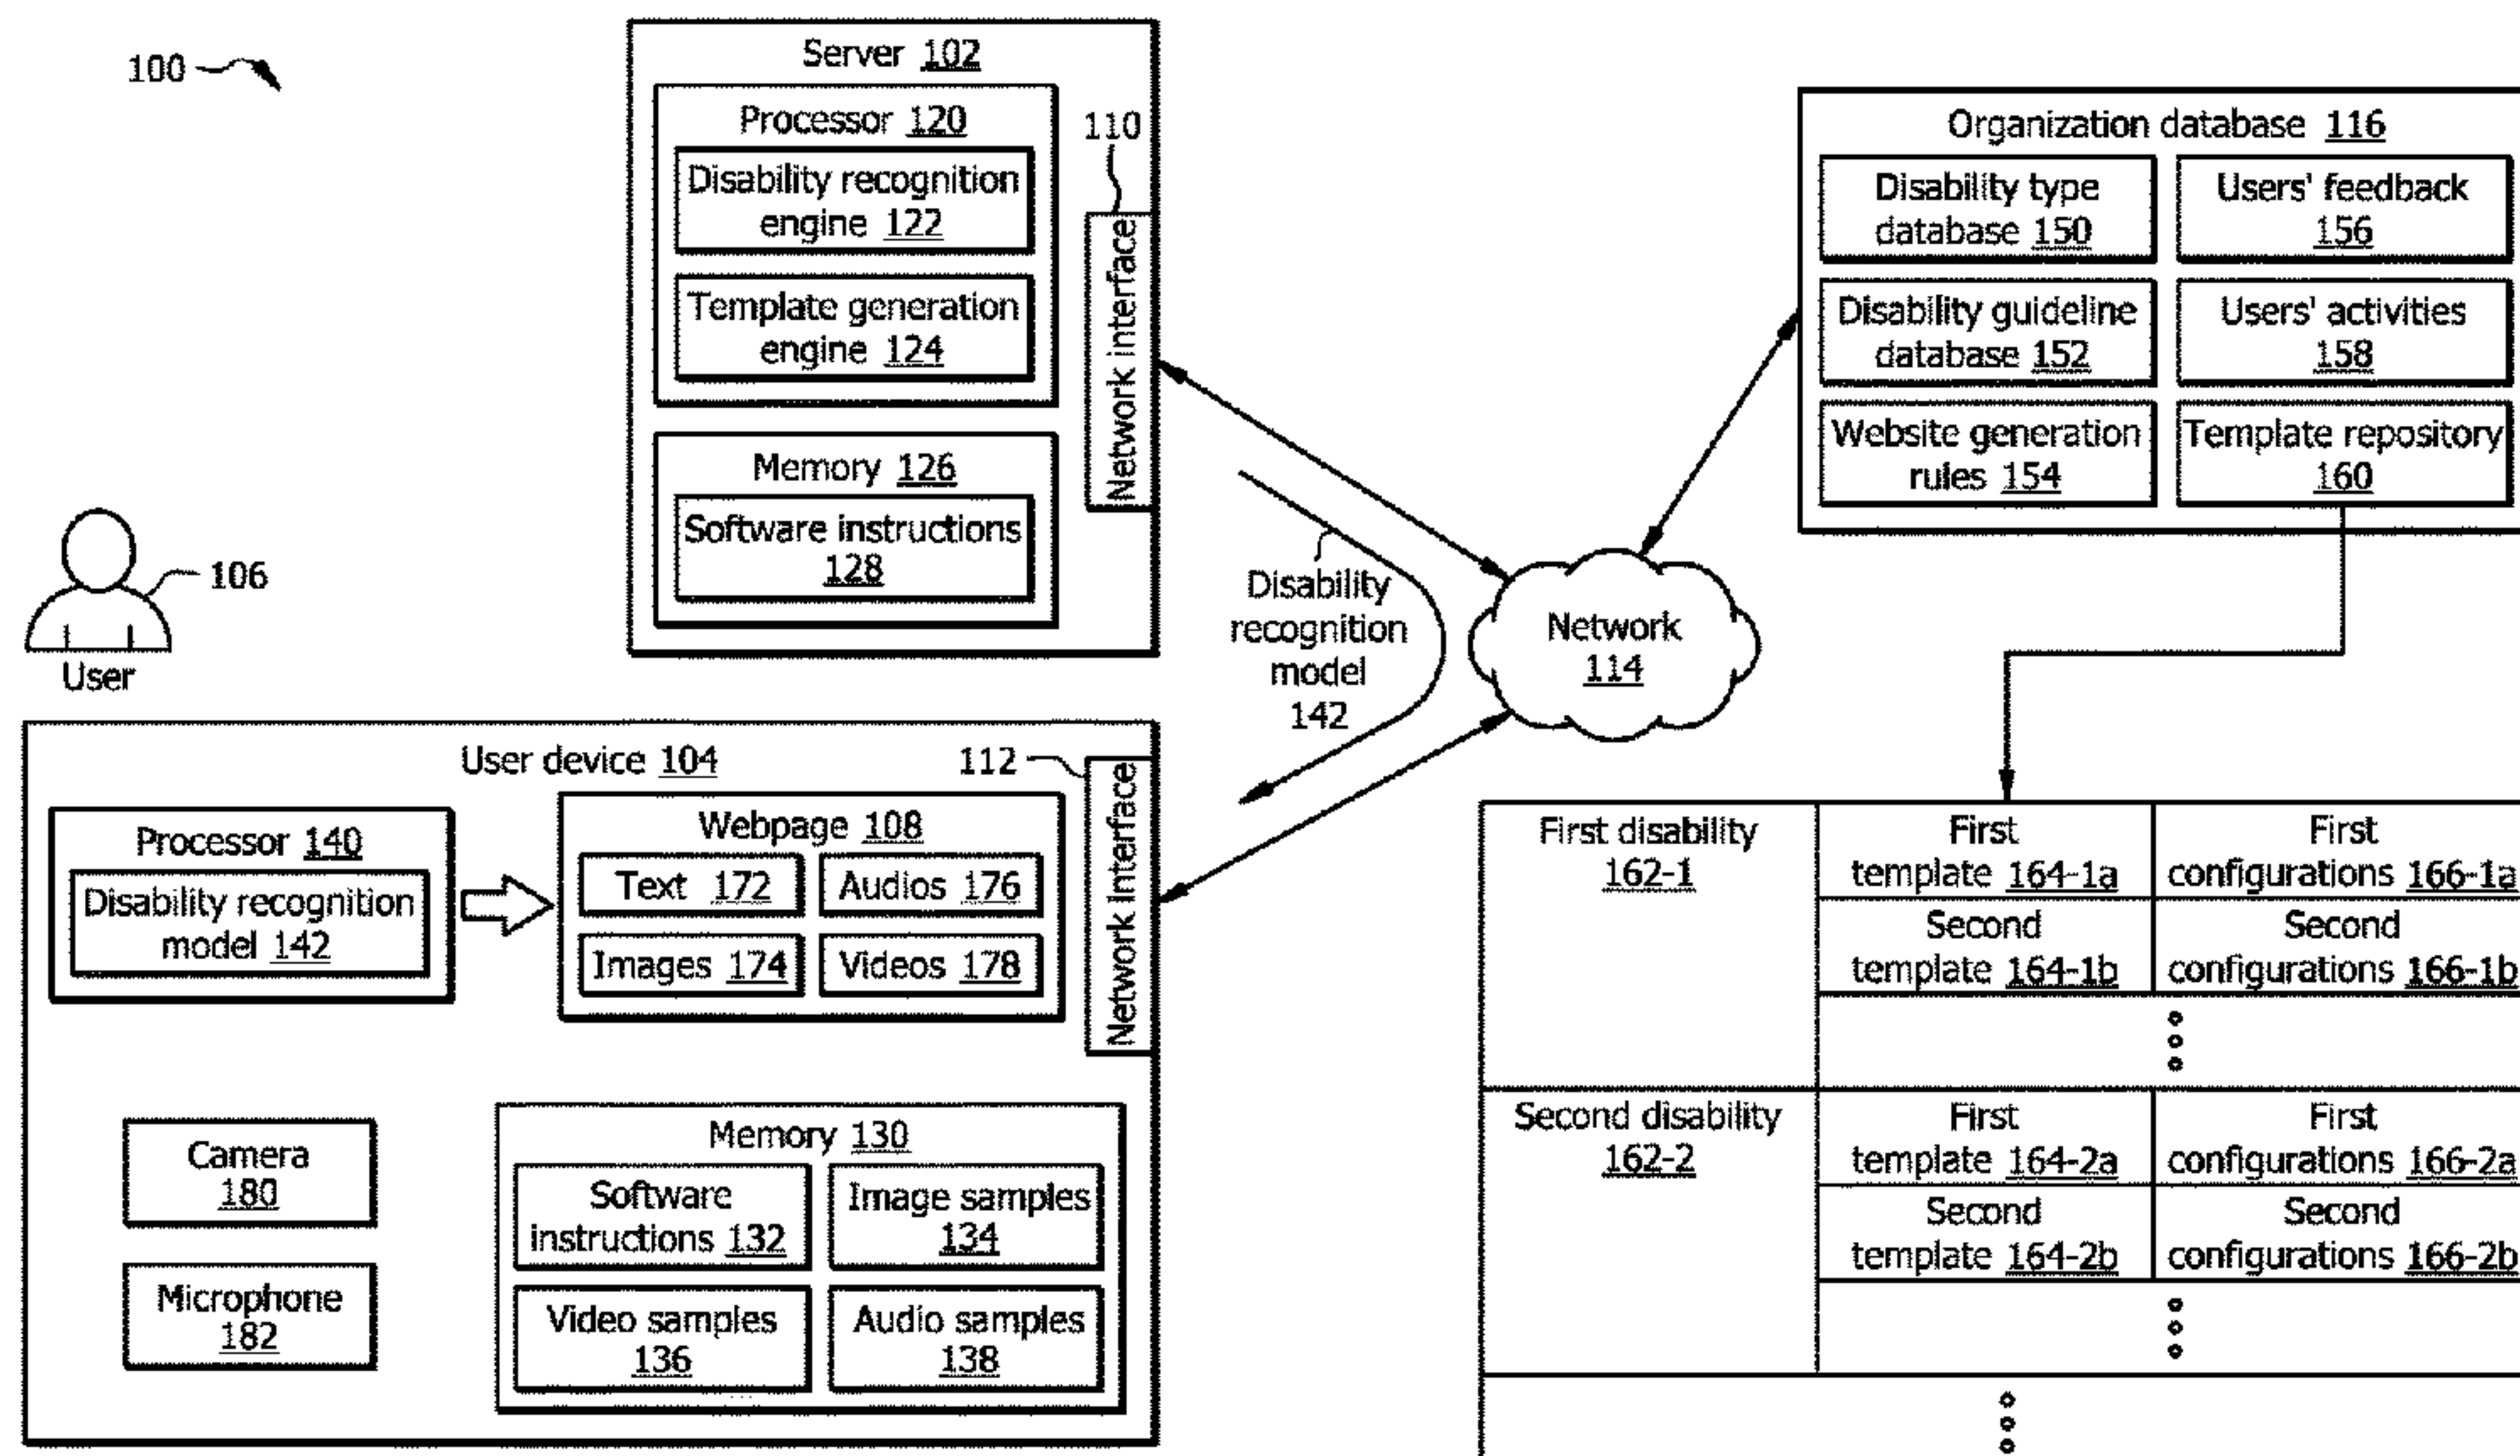 100
Server 102
Processor 120
Disability recognition
engine 122
Template generation
engine 124
Memory 126
Software instructions
128
110
Network interface
Organization database 116
Disability type
database 150
Users' feedback
156
Disability guideline
database 152
Users' activities
158
Website generation
rules 154
Template repository
160
106
User
Disability
recognition
model
142
Network
114
User device 104
112
Network interface
Processor 140
Disability recognition
model 142
Webpage 108
Text 172
Audios 176
Images 174
Videos 178
Camera
180
Microphone
182
Memory 130
Software
instructions 132
Image samples
134
Video samples
136
Audio samples
138
First disability
162-1
First
template 164-1a
First
configurations 166-1a
Second
template 164-1b
Second
configurations 166-1b
Second disability
162-2
First
template 164-2a
First
configurations 166-2a
Second
template 164-2b
Second
configurations 166-2b